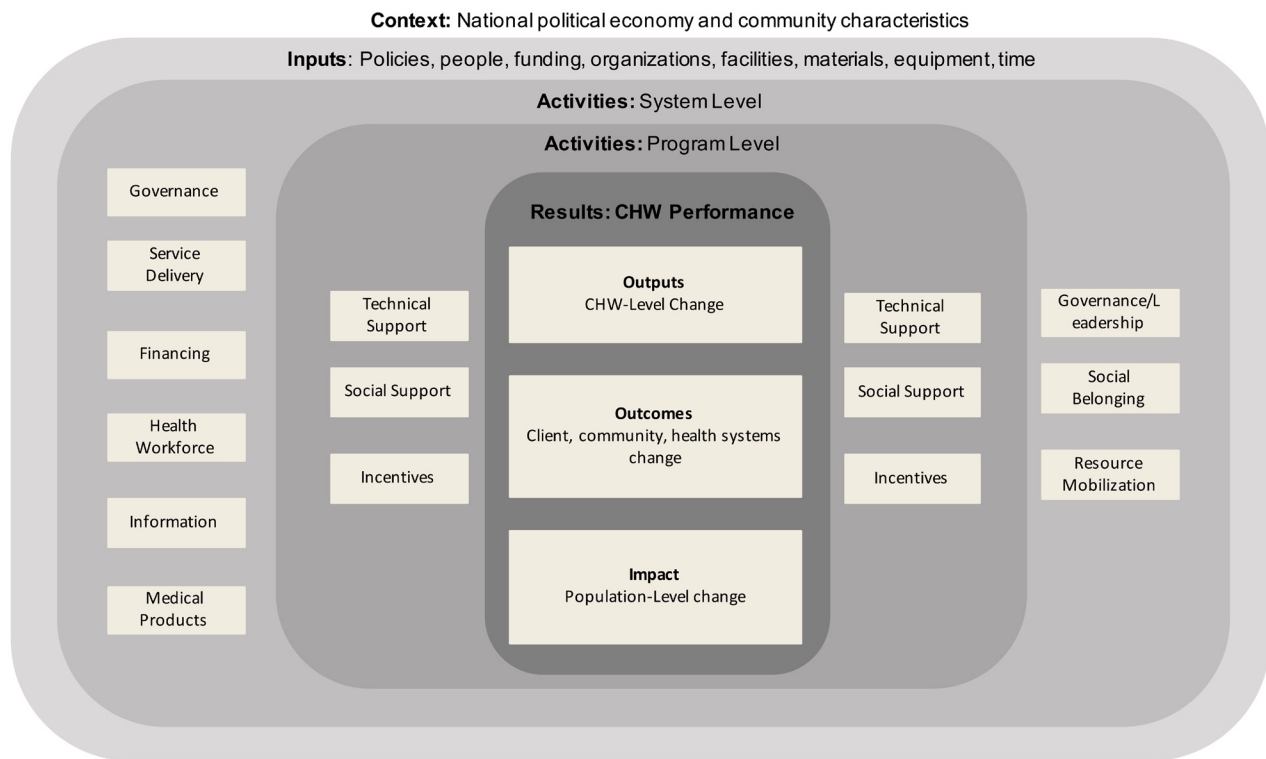 Context: National political economy and community characteristics
Inputs: Policies, people, funding, organizations, facilities, materials, equipment, time
Activities: System Level
Activities: Program Level
Governance
Service
Delivery
Financing
Health
Workforce
Information
Medical
Products
Technical
Support
Social Support
Incentives
Results: CHW Performance
Outputs
CHW-Level Change
Outcomes
Client, community, health systems
change
Impact
Population-Level change
Technical
Support
Social Support
Incentives
Governance/L
eadership
Social
Belonging
Resource
Mobilization